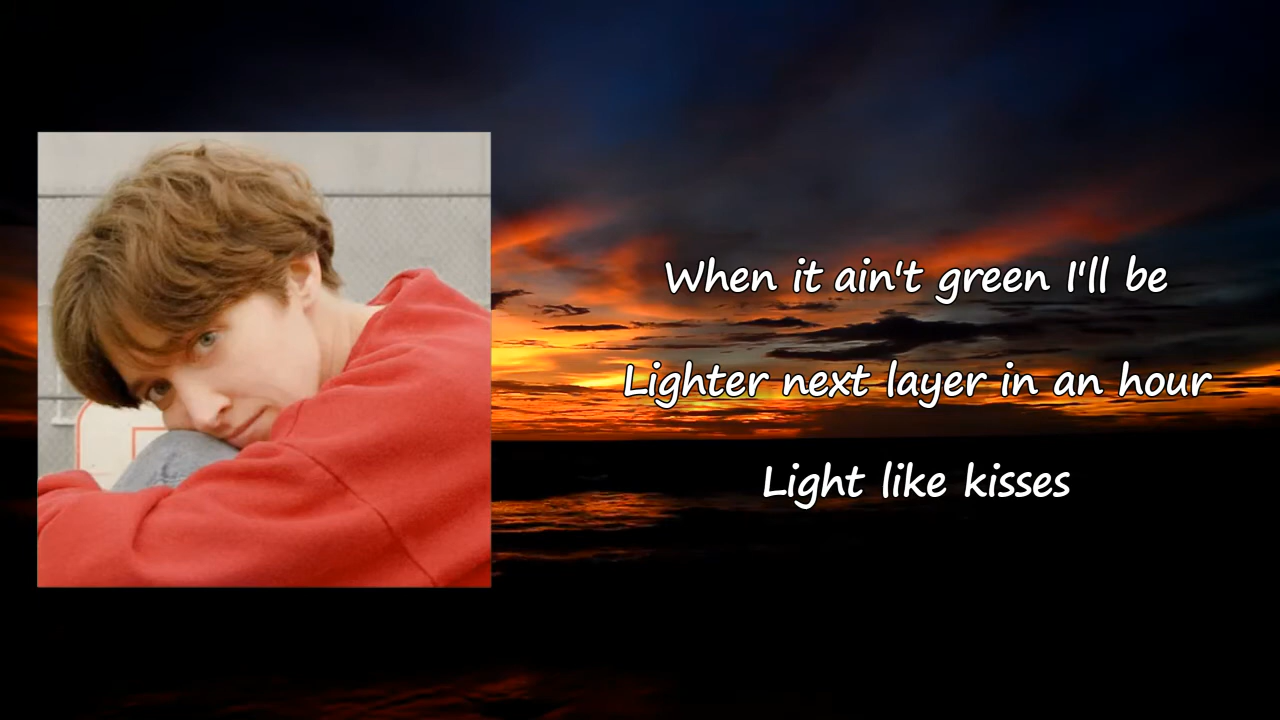 When it ain't green I'll be
Lighter next layer in an hour
Light like kisses